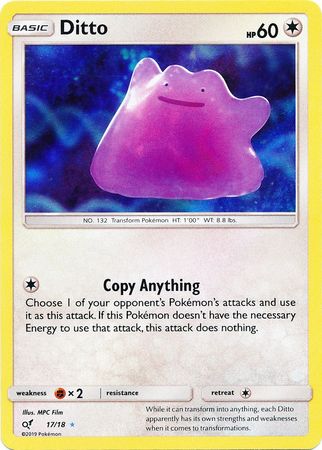 BASIC Ditto HP60
NO. 132 Transform Pokémon HT: 1'00" WT: 8.8 lbs.
Copy Anything
Choose 1 of your opponent's Pokémon's attacks and use
it as this attack. If this Pokémon doesn't have the necessary
Energy to use that attack, this attack does nothing.
weakness × 2 resistance retreat
Illus. MPC Film
17/18
©2019 Pokémon
While it can transform into anything, each Ditto
apparently has its own strengths and weaknesses
when it comes to transformations.